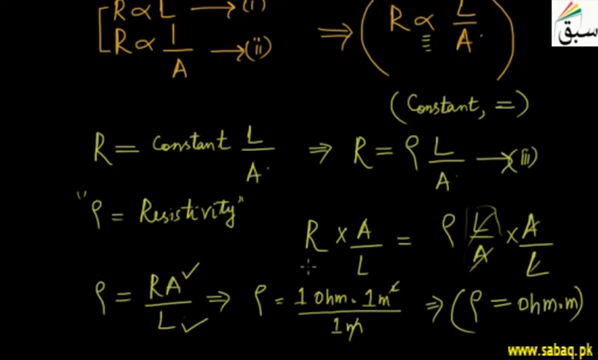 R ∝ L → (i)
R ∝ 1/A → (ii) ⇒ (R ∝ L/A)
سبق
(Constant, =)
R = Constant L/A ⇒ R = ρ L/A → (iii)
"ρ = Resistivity"
R × A/L = ρ L/A × A/L
ρ = RA/L ⇒ ρ = 1 ohm . 1m²/1m ⇒ (ρ = ohm.m)
www.sabaq.pk